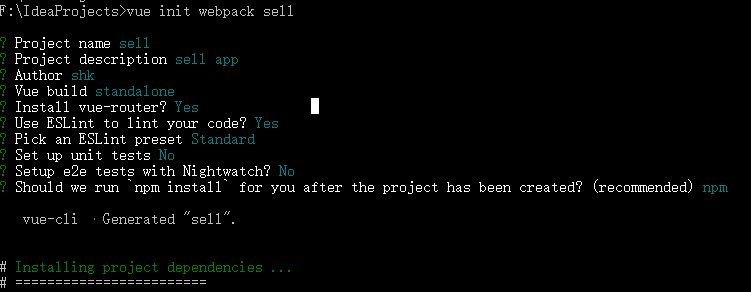 F:\IdeaProjects>vue init webpack sell
? Project name sell
? Project description sell app
? Author shk
? Vue build standalone
? Install vue-router? Yes
? Use ESLint to lint your code? Yes
? Pick an ESLint preset Standard
? Set up unit tests No
? Setup e2e tests with Nightwatch? No
? Should we run `npm install` for you after the project has been created? (recommended) npm
vue-cli · Generated "sell".
# Installing project dependencies ...
# ========================